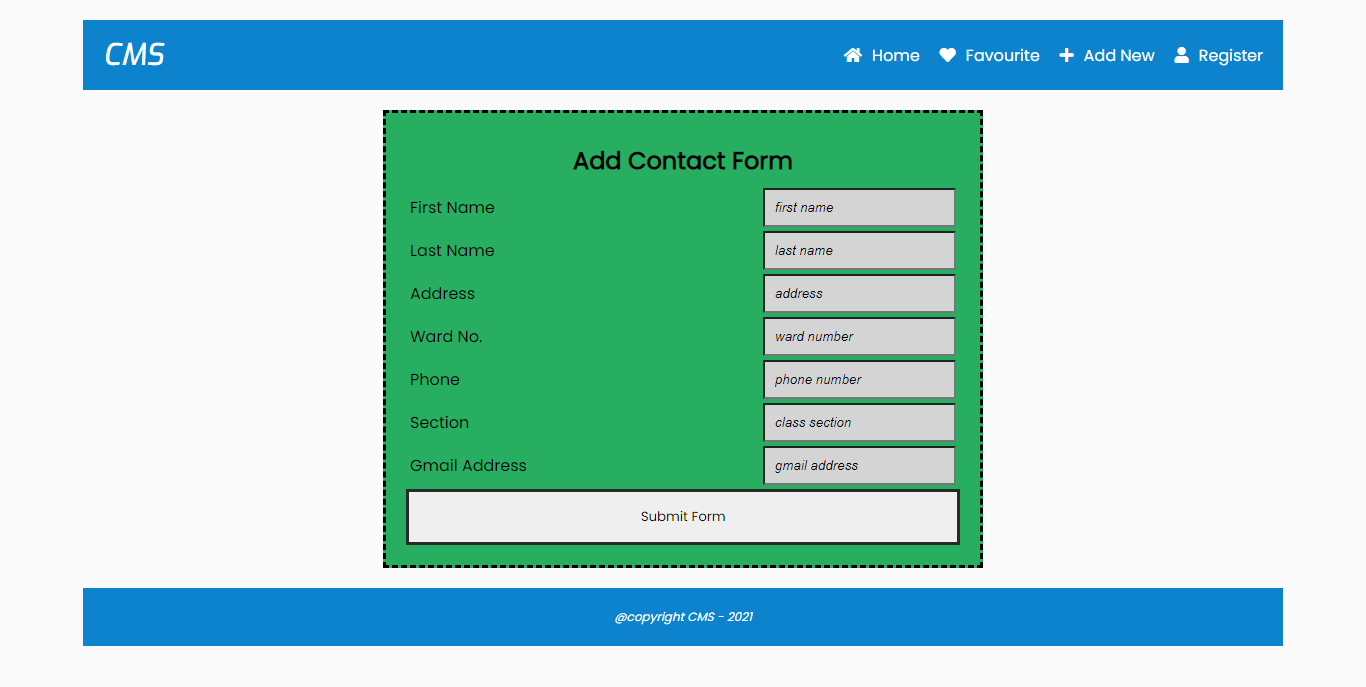 CMS Home Favourite Add New Register
Add Contact Form
First Name first name
Last Name last name
Address address
Ward No. ward number
Phone phone number
Section class section
Gmail Address gmail address
Submit Form
@copyright CMS - 2021